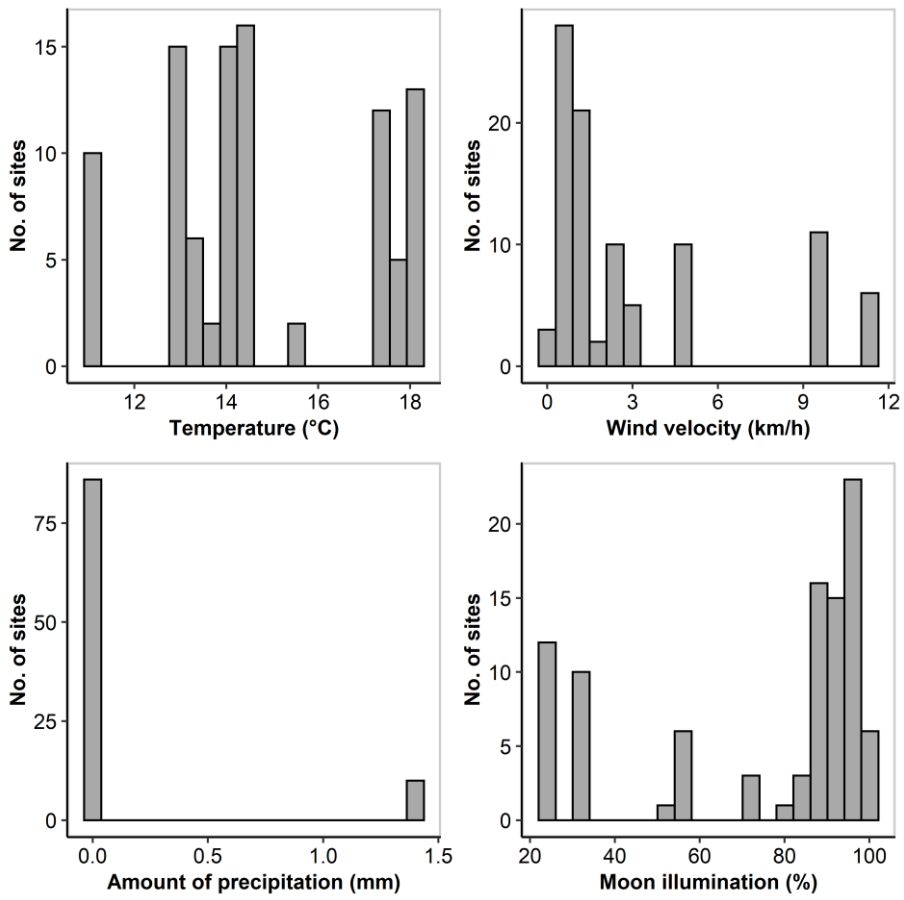 No. of sites
15
10
5
0
12 14 16 18
Temperature (°C)
No. of sites
20
10
0
0 3 6 9 12
Wind velocity (km/h)
No. of sites
75
50
25
0
0.0 0.5 1.0 1.5
Amount of precipitation (mm)
No. of sites
20
15
10
5
0
20 40 60 80 100
Moon illumination (%)